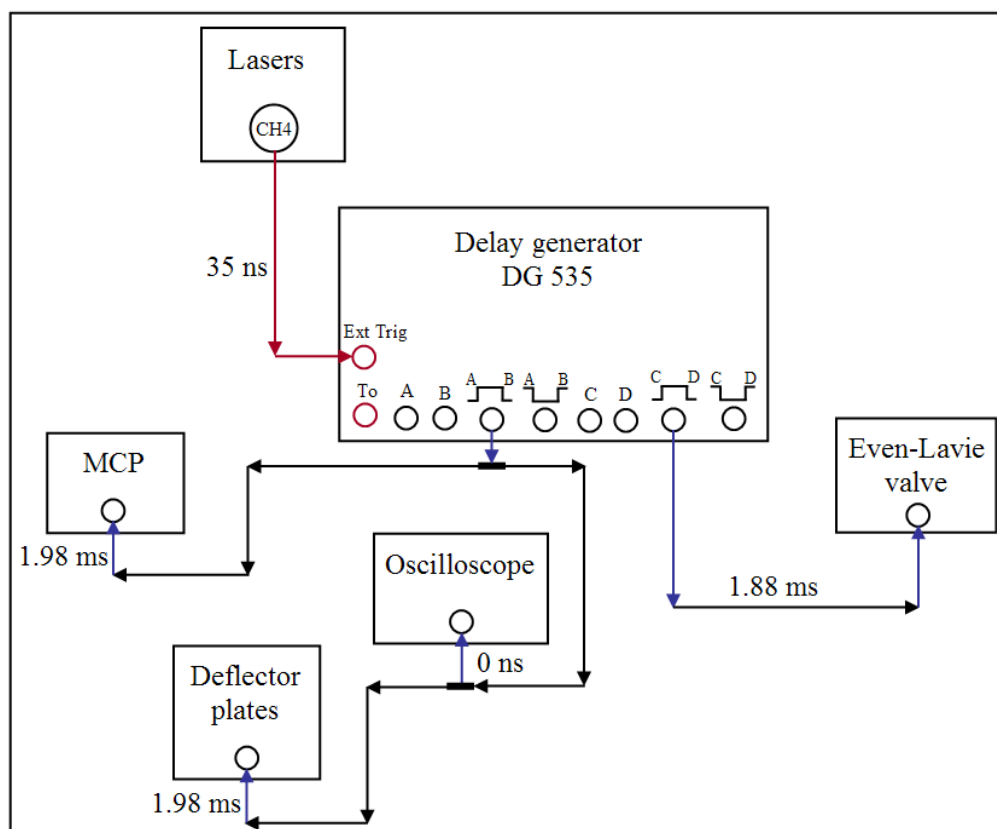 Lasers
CH4
35 ns
Delay generator
DG 535
Ext Trig
To
A
B
A B
A B
C
D
C D
C D
MCP
1.98 ms
Oscilloscope
0 ns
Even-Lavie
valve
1.88 ms
Deflector
plates
1.98 ms